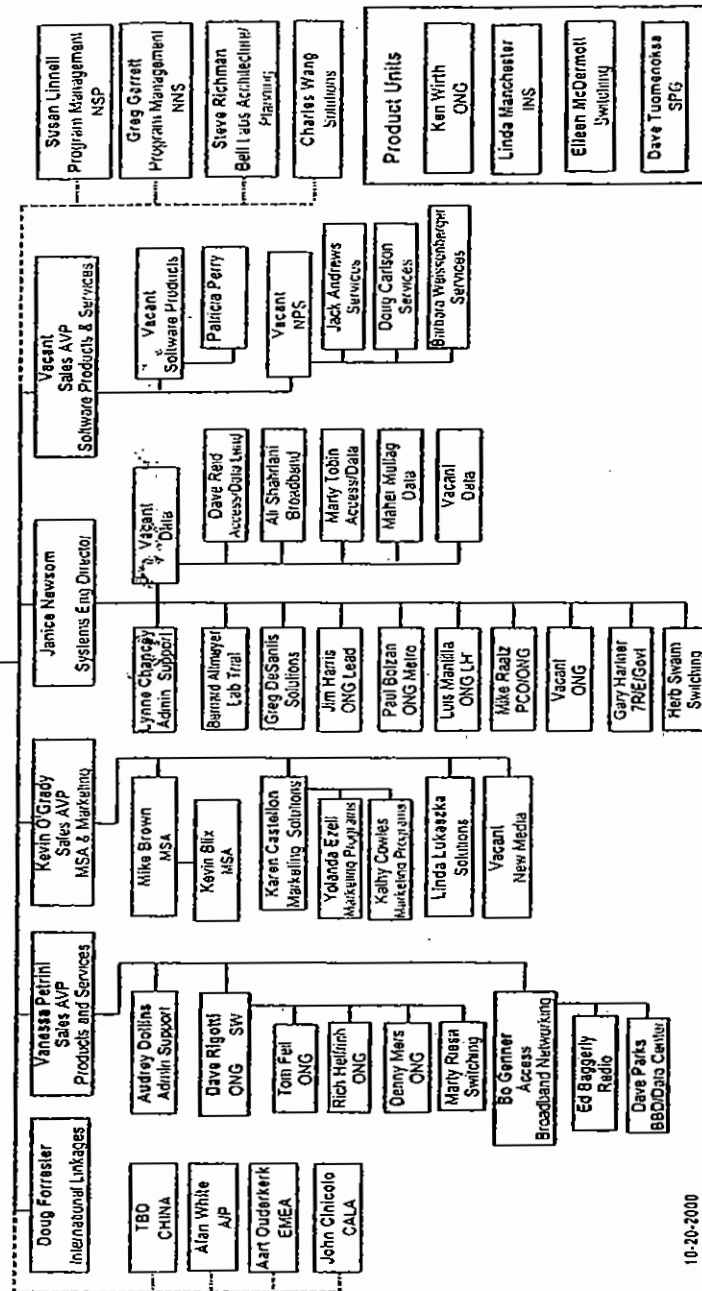 Doug Forrester
International Linkages
TBD
CHINA
Alan White
A/P
Aart Ouderkerk
EMEA
John Cinicolo
CALA
Vanessa Petrini
Sales AVP
Products and Services
Audrey Dollins
Admin Support
Dave Rigotti
ONG SW
Tom Feil
ONG
Rich Helfrich
ONG
Denny Mers
ONG
Marty Riesa
Switching
Bo Genner
Access
Broadband Networking
Ed Baggerly
Radio
Dave Parks
BBD/Data Center
Kevin O'Grady
Sales AVP
MSA & Marketing
Mike Brown
MSA
Kevin Blix
MSA
Karen Castellon
Marketing Solutions
Yolanda Ezell
Marketing Programs
Kathy Cowles
Marketing Programs
Linda Lukaszka
Solutions
Vacant
New Media
Janice Newsom
Systems Eng Director
Vacant
Data
Lynne Chancey
Admin Support
Bernard Altmayer
Lab Trial
Greg DeSantis
Solutions
Jim Harris
ONG Lead
Paul Bolzan
ONG Metro
Luis Mantilla
ONG LH
Mike Raatz
PCO/ONG
Vacant
ONG
Gary Harkner
7R/E/Govt
Herb Swaim
Switching
Dave Reid
Access/Data Lead
Ali Shahrlani
Broadband
Marty Tobin
Access/Data
Maher Mullag
Data
Vacant
Data
Vacant
Sales AVP
Software Products & Services
Vacant
Software Products
Patricia Perry
Vacant
NPS
Jack Andrews
Services
Doug Carlson
Services
Barbara Weissenberger
Services
Susan Linnell
Program Management
NSP
Greg Garrett
Program Management
NNS
Steve Richman
Bell Labs Architecture/
Planning
Charles Wang
Solutions
Product Units
Ken Wirth
ONG
Linda Manchester
INS
Eileen McDermott
Switching
Dave Tuomenoksa
SPG
10-20-2000